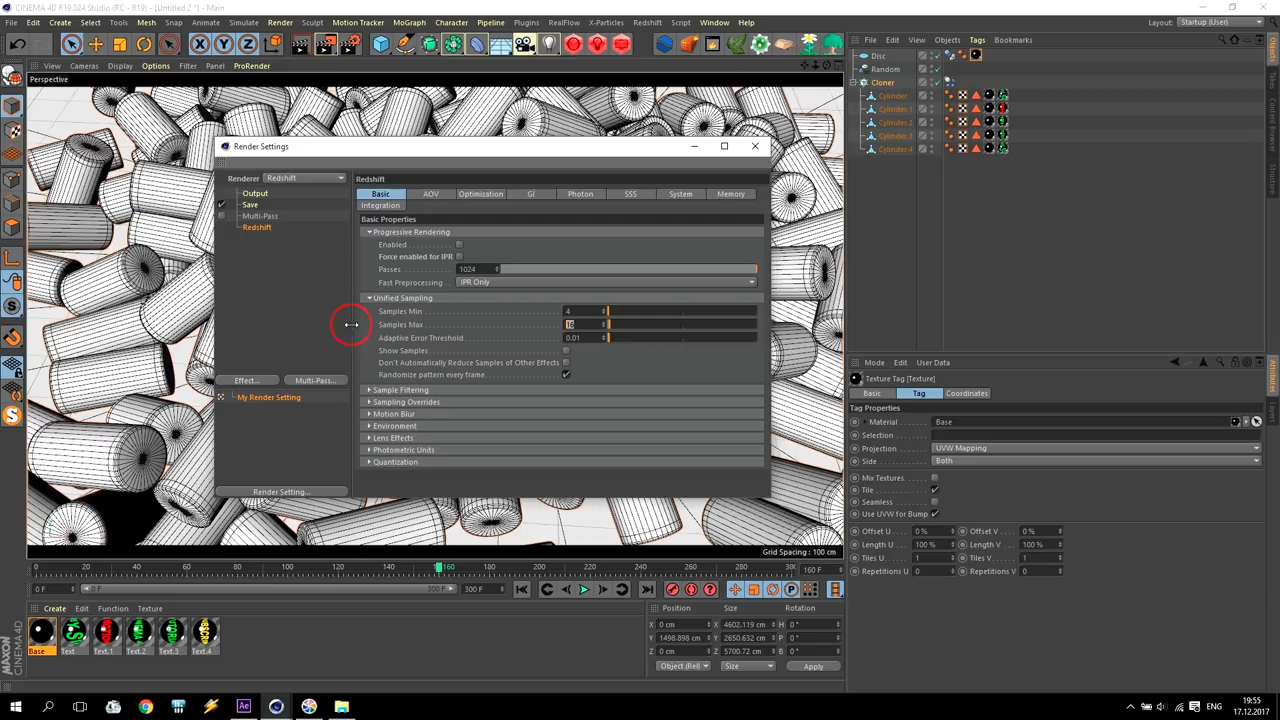 CINEMA 4D R19.024 Studio (RC - R19) - [Untitled 2 *] - Main
File Edit Create Select Tools Mesh Snap Animate Simulate Render Sculpt Motion Tracker MoGraph Character Pipeline Plugins RealFlow X-Particles Redshift Script Window Help
Layout: Startup (User)
View Cameras Display Options Filter Panel ProRender
Perspective
File Edit View Objects Tags Bookmarks
Disc
Random
Cloner
Cylinder
Cylinder.1
Cylinder.2
Cylinder.3
Cylinder.4
Objects
Takes
Content Browser
Structure
Render Settings
Renderer Redshift
Output
Save
Multi-Pass
Redshift
Effect... Multi-Pass...
My Render Setting
Render Setting...
Redshift
Basic AOV Optimization GI Photon SSS System Memory
Integration
Basic Properties
Progressive Rendering
Enabled
Force enabled for IPR
Passes 1024
Fast Preprocessing IPR Only
Unified Sampling
Samples Min 4
Samples Max 16
Adaptive Error Threshold 0.01
Show Samples
Don't Automatically Reduce Samples of Other Effects
Randomize pattern every frame
Sample Filtering
Sampling Overrides
Motion Blur
Environment
Lens Effects
Photometric Units
Quantization
Grid Spacing : 100 cm
Mode Edit User Data
Texture Tag [Texture]
Basic Tag Coordinates
Tag Properties
Material Base
Selection
Projection UVW Mapping
Side Both
Mix Textures
Tile
Seamless
Use UVW for Bump
Offset U 0 % Offset V 0 %
Length U 100 % Length V 100 %
Tiles U 1 Tiles V 1
Repetitions U 0 Repetitions V 0
Attributes
Layer
0 20 40 60 80 100 120 140 160 180 200 220 240 260 280 300
160 F
0 F 0 F 300 F 300 F
Create Edit Function Texture
Base Text Text.1 Text.2 Text.3 Text.4
Position Size Rotation
X 0 cm X 4602.119 cm H 0 °
Y 1498.898 cm Y 2650.632 cm P 0 °
Z 0 cm Z 5700.72 cm B 0 °
Object (Rel) Size Apply
MAXON
CINEMA 4D
Ae
ENG
19:55
17.12.2017